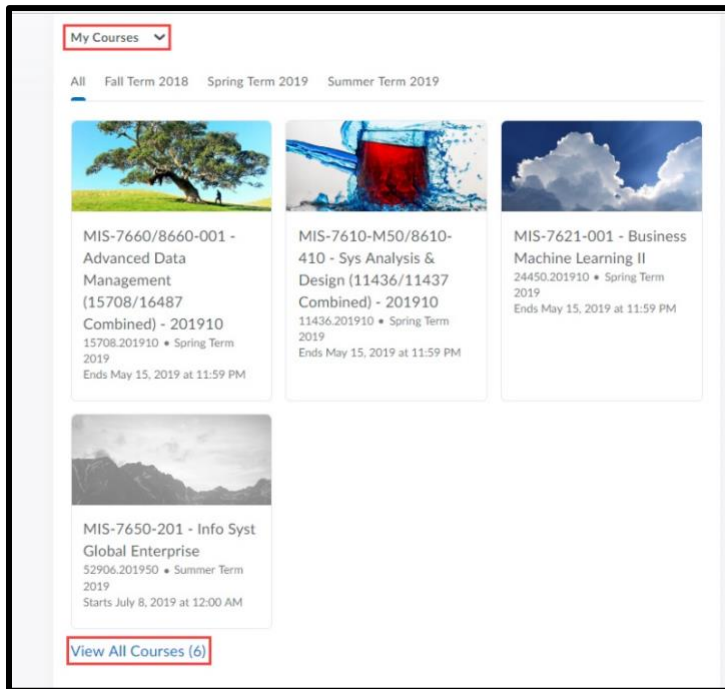 My Courses
All Fall Term 2018 Spring Term 2019 Summer Term 2019
MIS-7660/8660-001 -
Advanced Data
Management
(15708/16487
Combined) - 201910
15708.201910 • Spring Term
2019
Ends May 15, 2019 at 11:59 PM
MIS-7610-M50/8610-
410 - Sys Analysis &
Design (11436/11437
Combined) - 201910
11436.201910 • Spring Term
2019
Ends May 15, 2019 at 11:59 PM
MIS-7621-001 - Business
Machine Learning II
24450.201910 • Spring Term
2019
Ends May 15, 2019 at 11:59 PM
MIS-7650-201 - Info Syst
Global Enterprise
52906.201950 • Summer Term
2019
Starts July 8, 2019 at 12:00 AM
View All Courses (6)